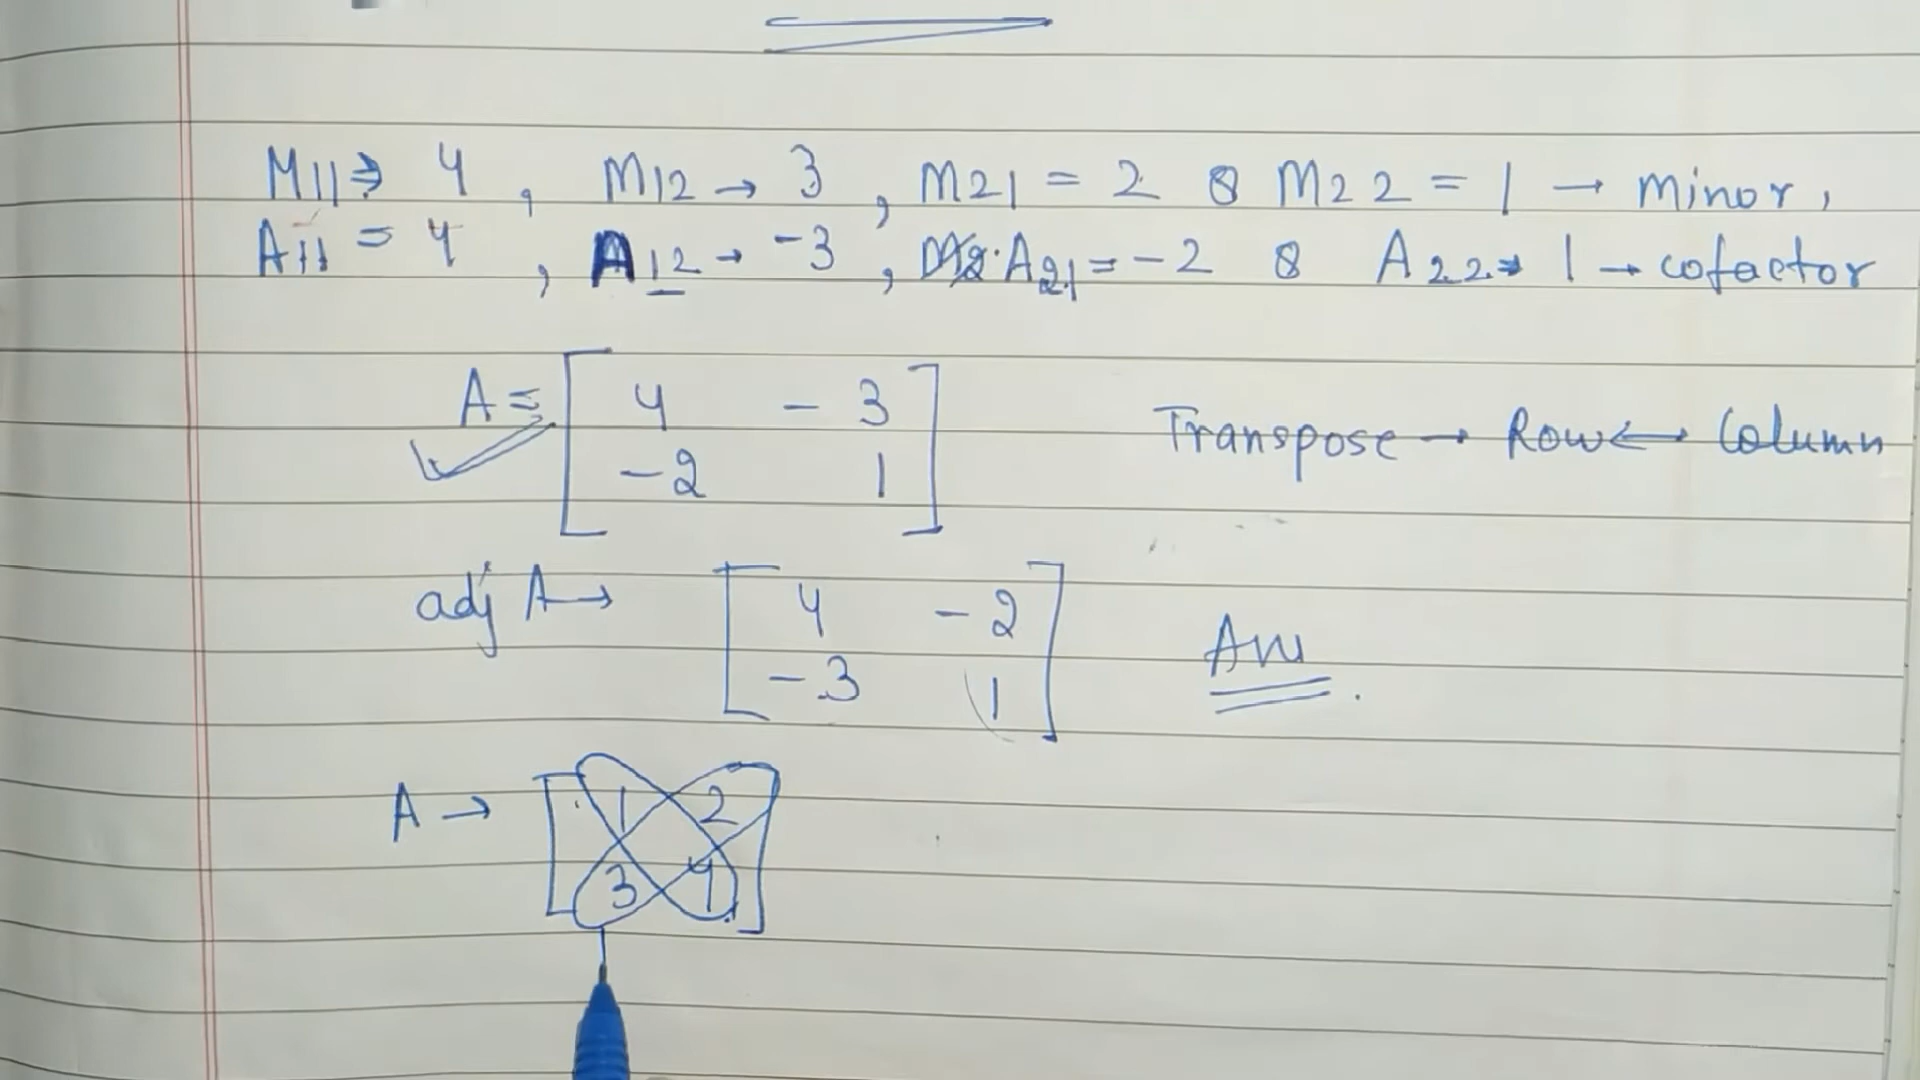 M11⇒ 4 , M12 → 3 , M21 = 2 & M22 = 1 → minor,
A11 = 4 , A12 → -3 , A21 = -2 & A22⇒ 1 → cofactor
A = [ 4 -3
Transpose → Row ↔ Column
-2 1 ]
adj A → [ 4 -2
-3 1 ] Ans.
A → [ 1 2
3 4 ]